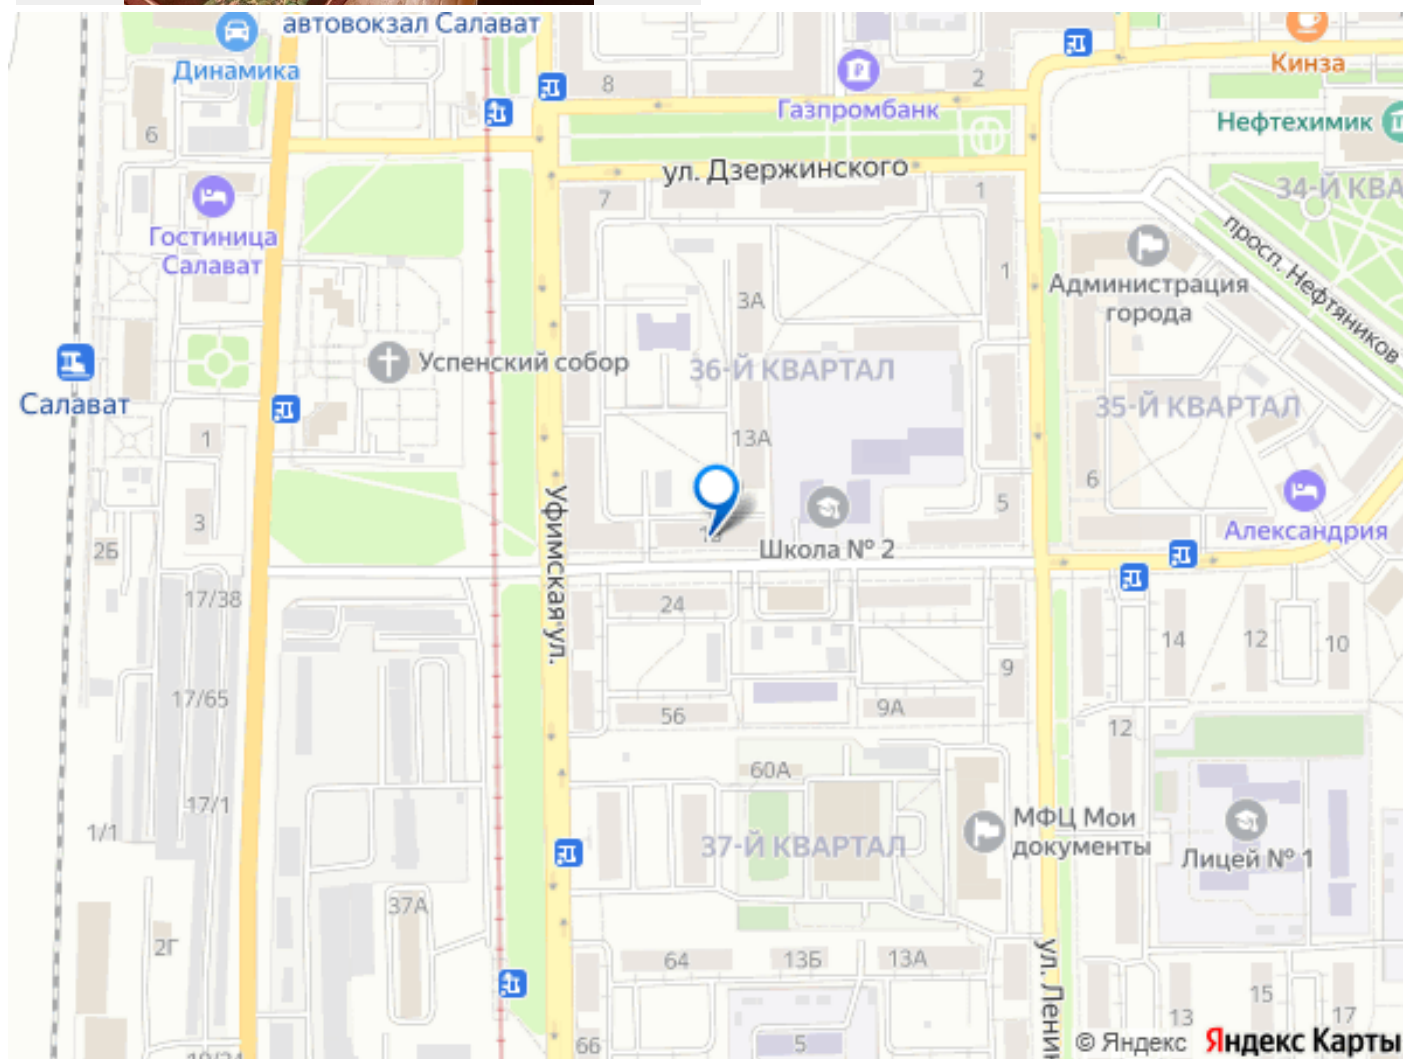 автовокзал Салават
Динамика
8
2
Кинза
Газпромбанк
Нефтехимик
6
ул. Дзержинского
34-Й КВА
7
1
Гостиница
Салават
просп. Нефтяников
1
Администрация
города
3А
Успенский собор
36-Й КВАРТАЛ
Салават
35-Й КВАРТАЛ
1
13А
6
5
3
Уфимская ул.
Александрия
2Б
Школа № 2
17/38
24
14
12
10
9
17/65
56
9А
12
60А
17/1
1/1
МФЦ Мои
документы
37-Й КВАРТАЛ
Лицей № 1
37А
2Г
64
13Б
13А
ул. Ленин
15
13
17
66
5
© Яндекс Яндекс Карты